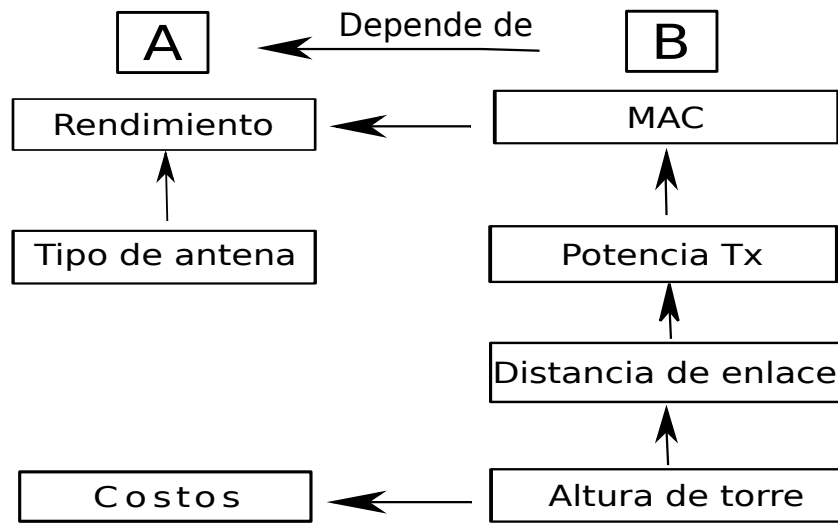 A
Depende de
B
Rendimiento
MAC
Tipo de antena
Potencia Tx
Distancia de enlace
Costos
Altura de torre